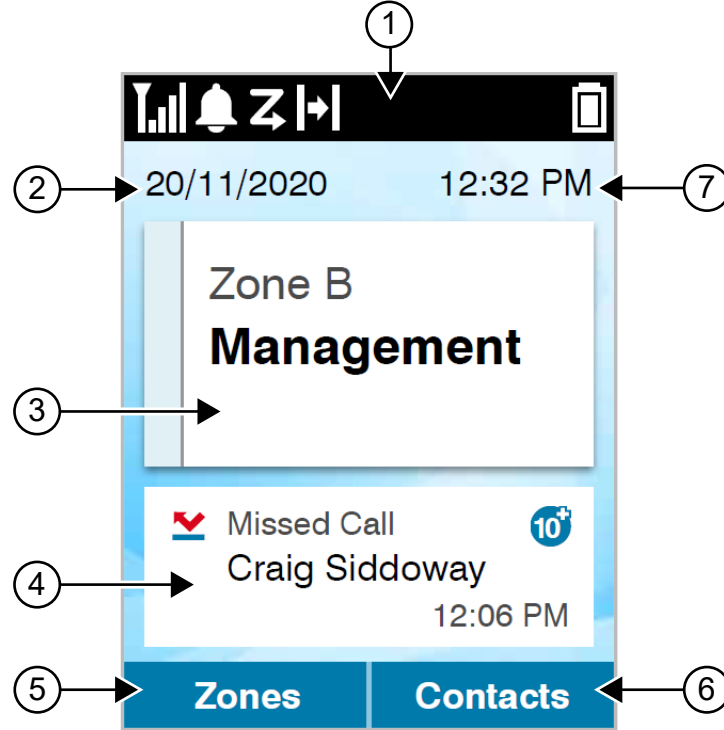 1
2
20/11/2020
12:32 PM
7
Zone B
Management
3
Missed Call
10+
Craig Siddoway
4
12:06 PM
5
Zones
Contacts
6